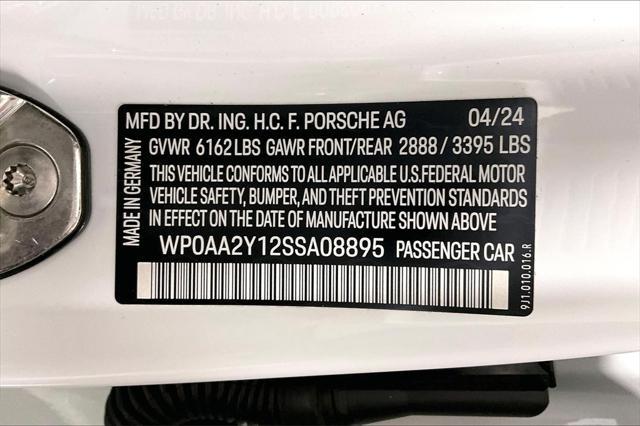 MFD BY DR. ING. H.C. F. PORSCHE AG 04/24
GVWR 6162 LBS GAWR FRONT/REAR 2888 / 3395 LBS
THIS VEHICLE CONFORMS TO ALL APPLICABLE U.S.FEDERAL MOTOR
VEHICLE SAFETY, BUMPER, AND THEFT PREVENTION STANDARDS
IN EFFECT ON THE DATE OF MANUFACTURE SHOWN ABOVE
WP0AA2Y12SSA08895 PASSENGER CAR
MADE IN GERMANY
9J1.010.016.R